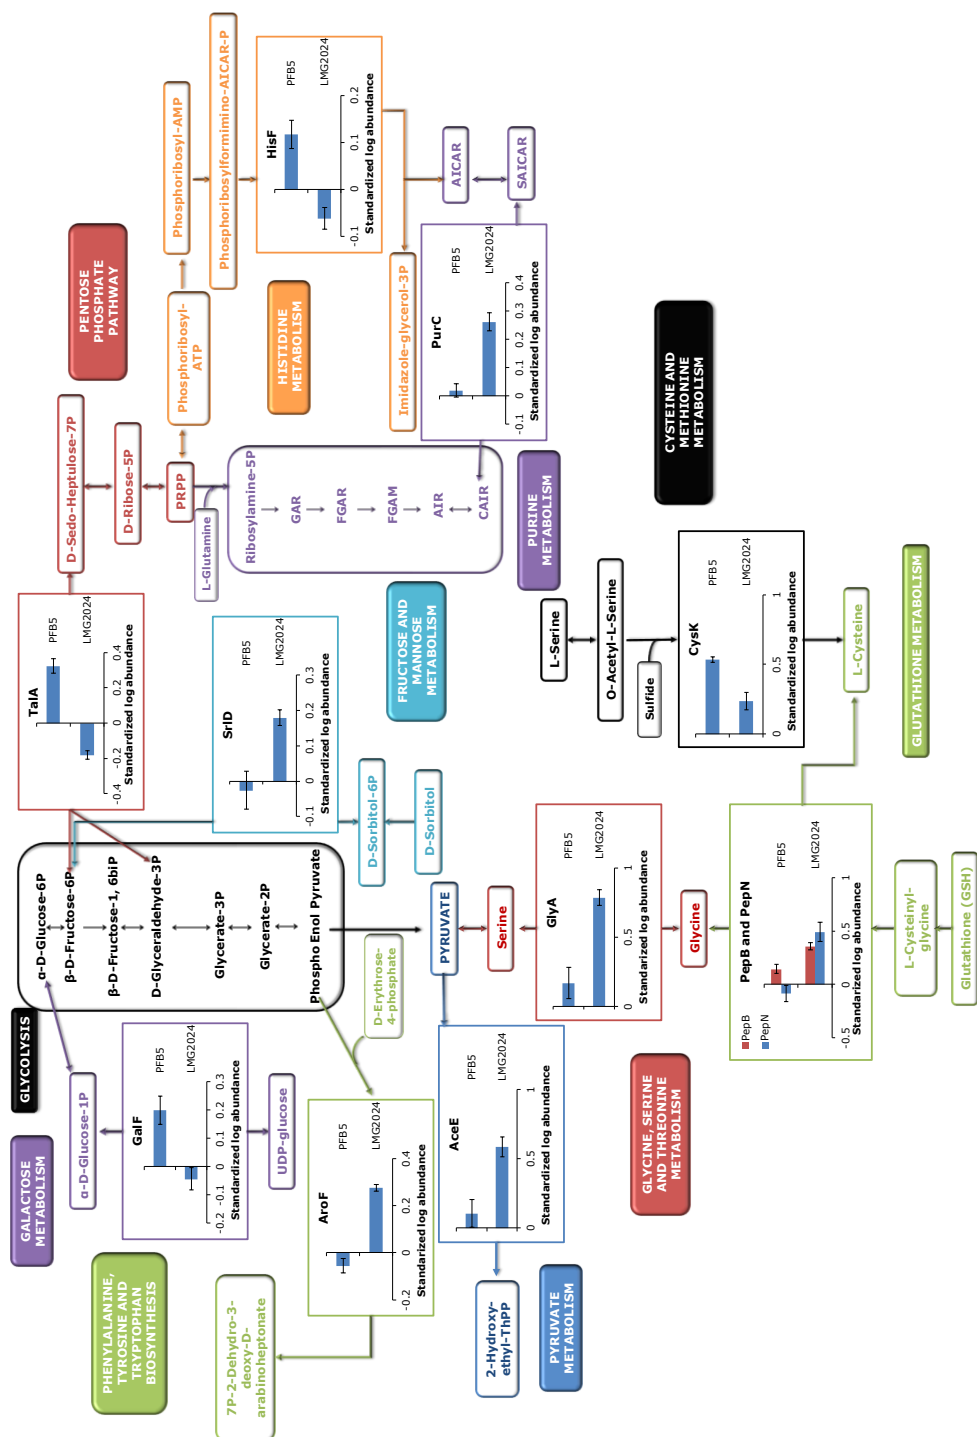 PHENYLALANINE,
TYROSINE AND
TRYPTOPHAN
BIOSYNTHESIS
GALACTOSE
METABOLISM
GLYCOLYSIS
α-D-Glucose-1P
GalF
PFB5
LMG2024
-0.2 -0.1 0 0.1 0.2 0.3
Standardized log abundance
UDP-glucose
α-D-Glucose-6P
β-D-Fructose-6P
β-D-Fructose-1, 6biP
D-Glyceraldehyde-3P
Glycerate-3P
Glycerate-2P
Phospho Enol Pyruvate
TalA
PFB5
LMG2024
-0.4 -0.2 0 0.2 0.4
Standardized log abundance
D-Sedo-Heptulose-7P
D-Ribose-5P
PRPP
PENTOSE
PHOSPHATE
PATHWAY
Phosphoribosyl-
ATP
Phosphoribosyl-AMP
Phosphoribosylformimino-AICAR-P
HisF
PFB5
LMG2024
-0.1 0 0.1 0.2
Standardized log abundance
HISTIDINE
METABOLISM
Imidazole-glycerol-3P
AICAR
SAICAR
L-Glutamine
Ribosylamine-5P
GAR
FGAR
FGAM
AIR
CAIR
PurC
PFB5
LMG2024
-0.1 0 0.1 0.2 0.3 0.4
Standardized log abundance
PURINE
METABOLISM
SrlD
PFB5
LMG2024
-0.1 0 0.1 0.2 0.3
Standardized log abundance
FRUCTOSE AND
MANNOSE
METABOLISM
D-Sorbitol-6P
D-Sorbitol
D-Erythrose-
4-phosphate
7P-2-Dehydro-3-
deoxy-D-
arabinoheptonate
AroF
PFB5
LMG2024
-0.2 0 0.2 0.4
Standarized log abundance
PYRUVATE
AceE
PFB5
LMG2024
0 0.5 1
Standardized log abundance
2-Hydroxy-
ethyl-ThPP
PYRUVATE
METABOLISM
Serine
GlyA
PFB5
LMG2024
0 0.5 1
Standardized log abundance
Glycine
GLYCINE, SERINE
AND THREONINE
METABOLISM
L-Serine
O-Acetyl-L-Serine
Sulfide
CysK
PFB5
LMG2024
0 0.5 1
Standardized log abundance
CYSTEINE AND
METHIONINE
METABOLISM
PepB and PepN
PepB
PepN
PFB5
LMG2024
-0.5 0 0.5 1
Standarized log abundance
L-Cysteine
GLUTATHIONE METABOLISM
L-Cysteinyl-
glycine
Glutathione (GSH)